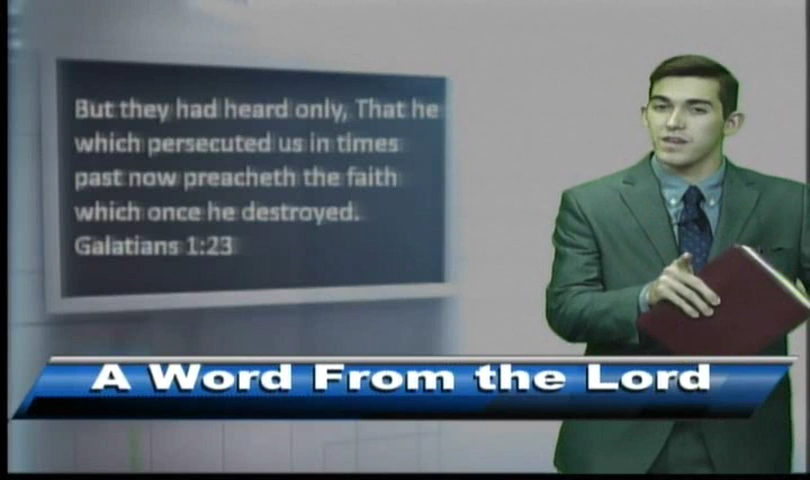 But they had heard only, That he
which persecuted us in times
past now preacheth the faith
which once he destroyed.
Galatians 1:23
A Word From the Lord